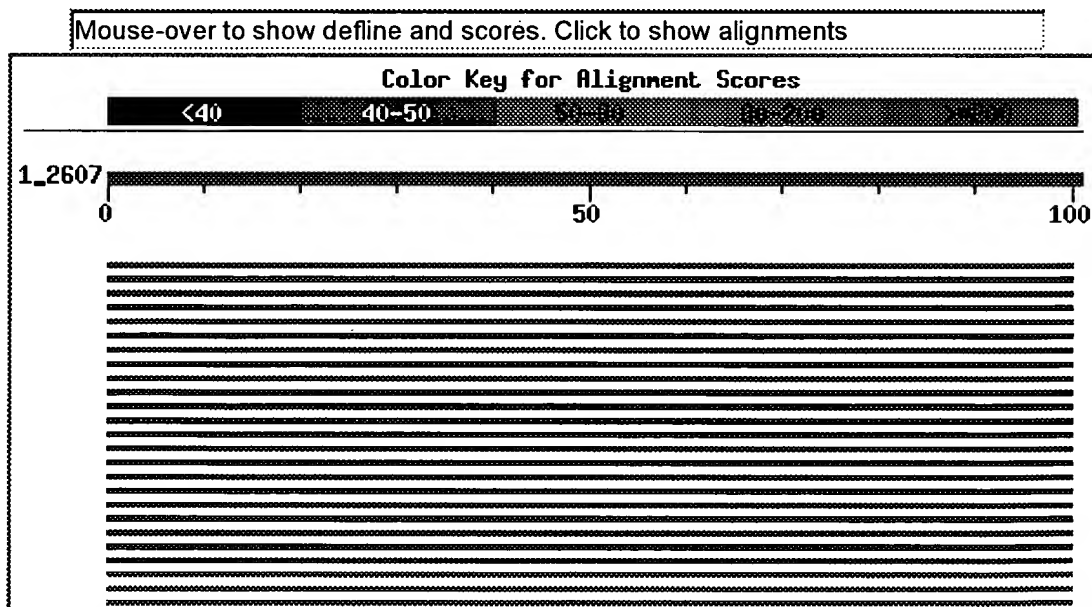 Mouse-over to show defline and scores. Click to show alignments
Color Key for Alignment Scores
<40 40-50
1_2607
0 50 100